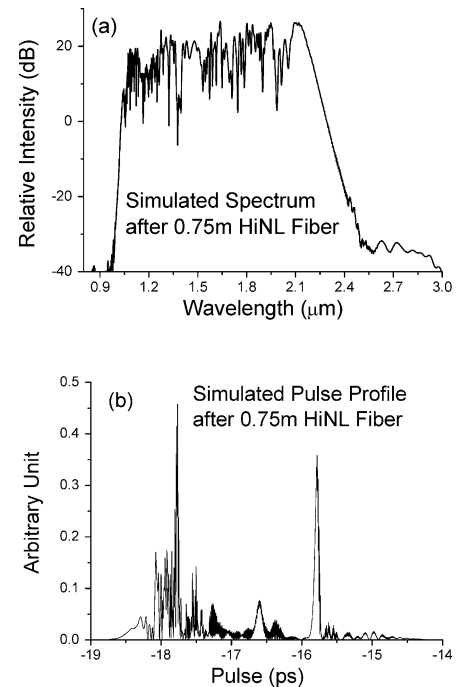 (a)
20
0
-20
-40
Relative Intensity (dB)
Simulated Spectrum
after 0.75m HiNL Fiber
0.9 1.2 1.5 1.8 2.1 2.4 2.7 3.0
Wavelength (μm)
(b)
0.5
0.4
0.3
0.2
0.1
0.0
Arbitrary Unit
Simulated Pulse Profile
after 0.75m HiNL Fiber
-19 -18 -17 -16 -15 -14
Pulse (ps)